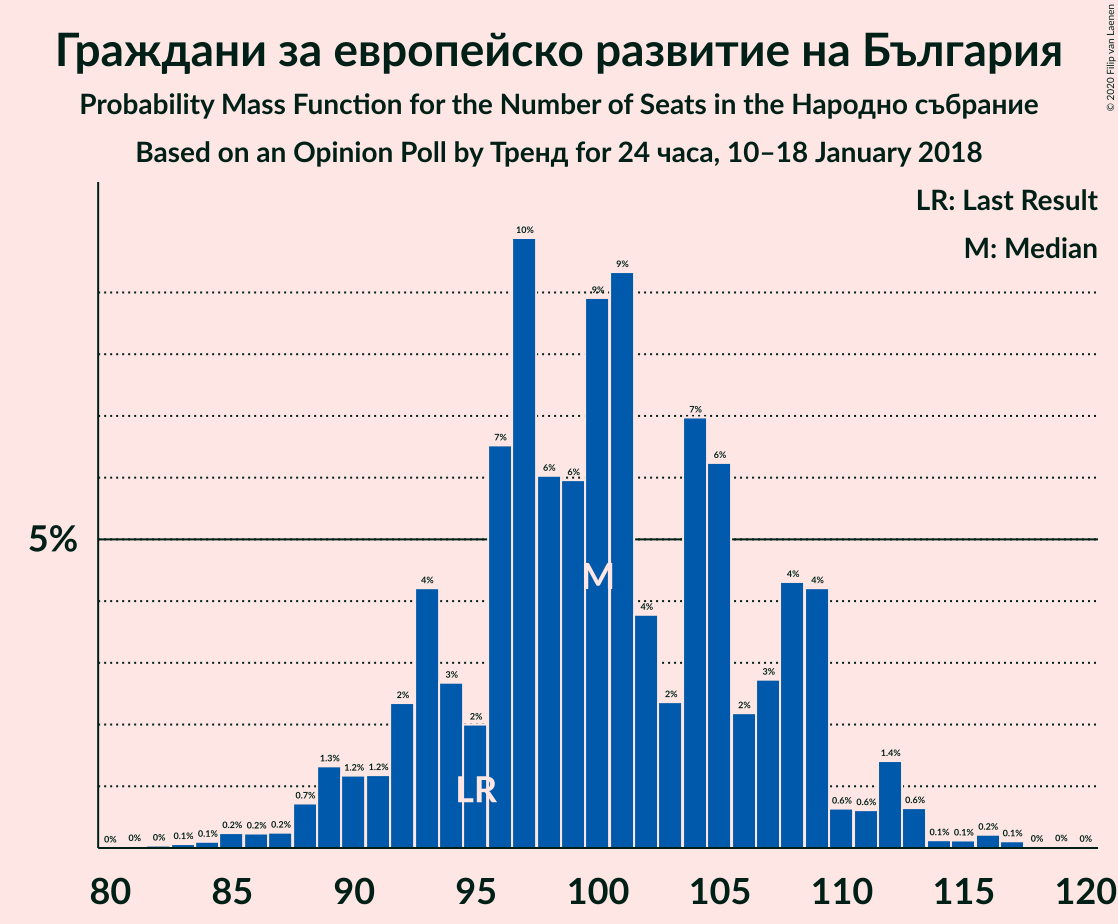 Граждани за европейско развитие на България
Probability Mass Function for the Number of Seats in the Народно събрание
Based on an Opinion Poll by Тренд for 24 часа, 10–18 January 2018
© 2020 Filip van Laenen
LR: Last Result
M: Median
5%
0% 0% 0% 0.1% 0.1% 0.2% 0.2% 0.2% 0.7% 1.3% 1.2% 1.2% 2% 4% 3% 2% 7% 10% 6% 6% 9% 9% 4% 2% 7% 6% 2% 3% 4% 4% 0.6% 0.6% 1.4% 0.6% 0.1% 0.1% 0.2% 0.1% 0% 0% 0%
M
LR
80 85 90 95 100 105 110 115 120